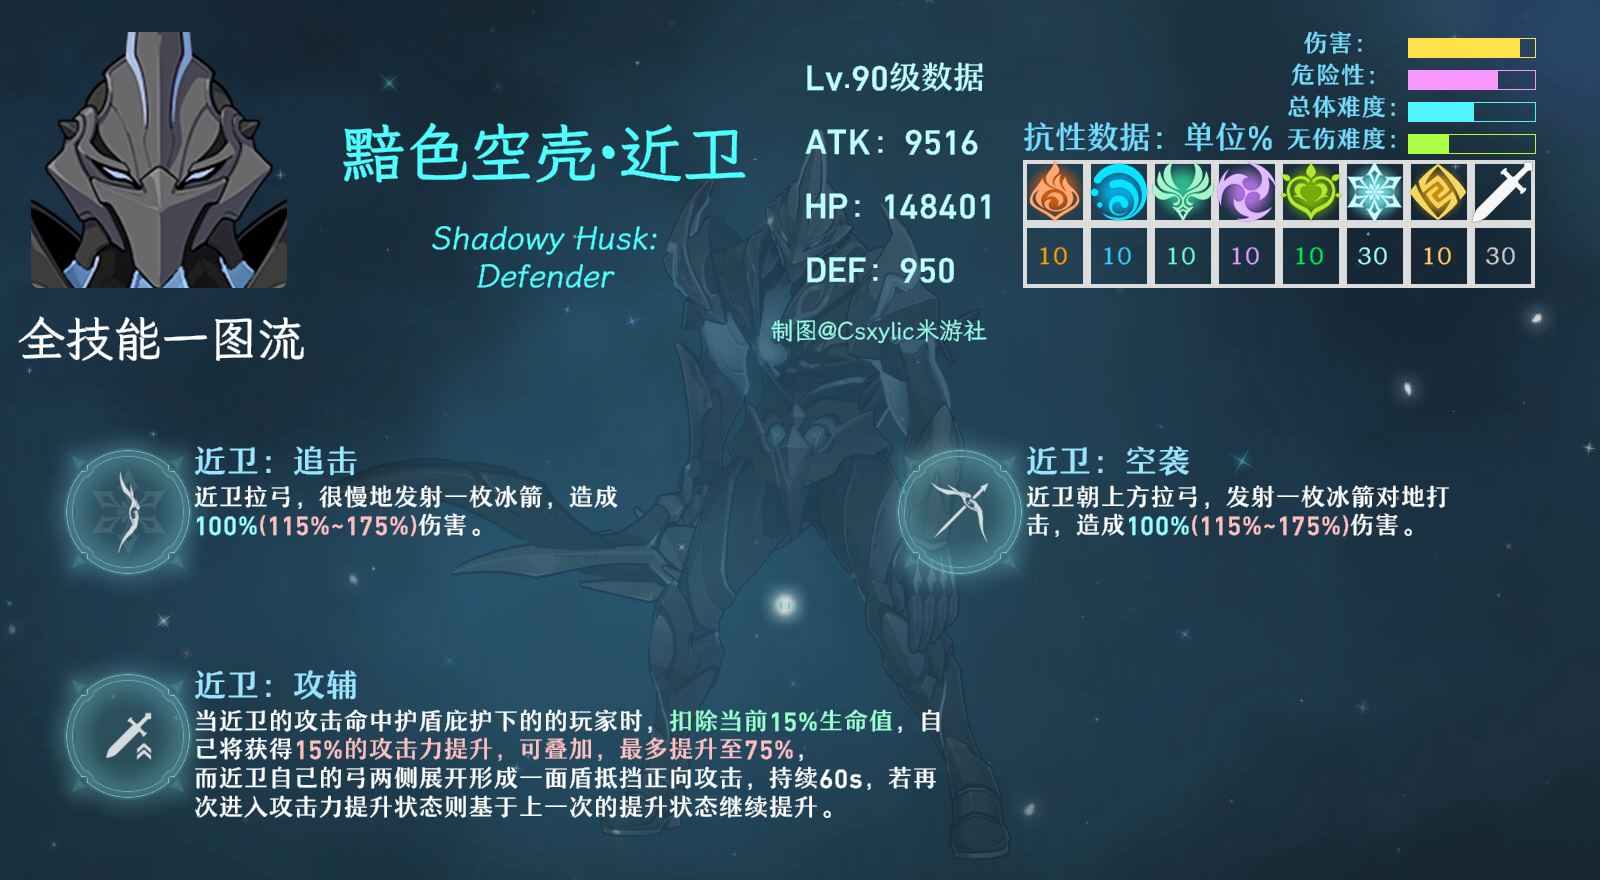 黯色空壳·近卫
Shadowy Husk:
Defender
全技能一图流
Lv.90级数据
ATK：9516
HP：148401
DEF：950
制图@Csxylic米游社
伤害：
危险性：
总体难度：
无伤难度：
抗性数据：单位%
10 10 10 10 10 30 10 30
近卫：追击
近卫拉弓，很慢地发射一枚冰箭，造成
100%(115%~175%)伤害。
近卫：空袭
近卫朝上方拉弓，发射一枚冰箭对地打
击，造成100%(115%~175%)伤害。
近卫：攻辅
当近卫的攻击命中护盾庇护下的的玩家时，扣除当前15%生命值，自
己将获得15%的攻击力提升，可叠加，最多提升至75%，
而近卫自己的弓两侧展开形成一面盾抵挡正向攻击，持续60s，若再
次进入攻击力提升状态则基于上一次的提升状态继续提升。